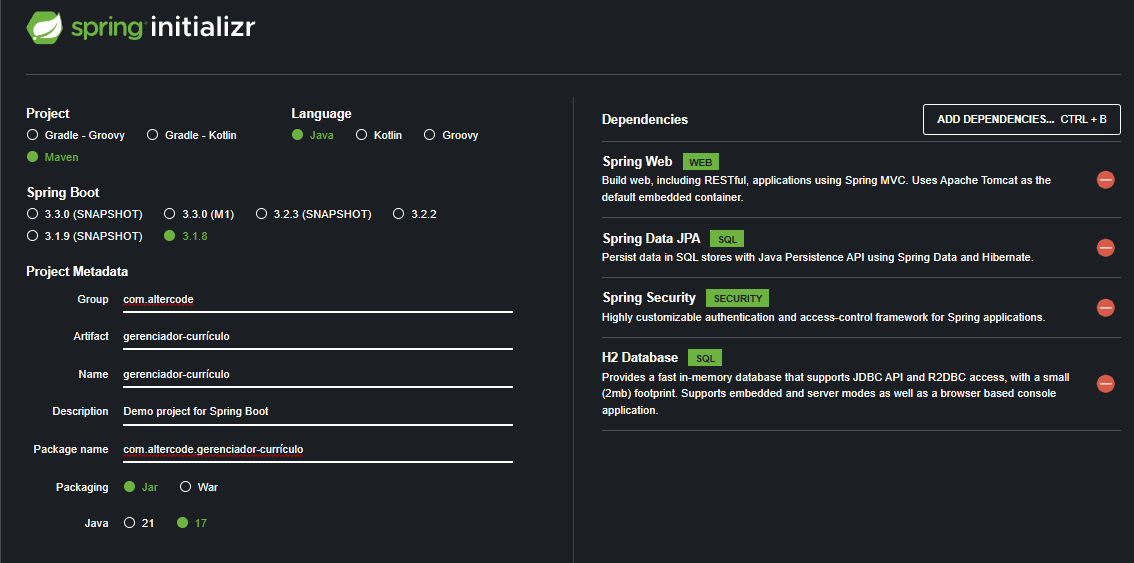 spring initializr
Project
Gradle - Groovy
Gradle - Kotlin
Maven
Language
Java
Kotlin
Groovy
Spring Boot
3.3.0 (SNAPSHOT)
3.3.0 (M1)
3.2.3 (SNAPSHOT)
3.2.2
3.1.9 (SNAPSHOT)
3.1.8
Project Metadata
Group com.altercode
Artifact gerenciador-currículo
Name gerenciador-currículo
Description Demo project for Spring Boot
Package name com.altercode.gerenciador-currículo
Packaging Jar War
Java 21 17
Dependencies
ADD DEPENDENCIES... CTRL + B
Spring Web WEB
Build web, including RESTful, applications using Spring MVC. Uses Apache Tomcat as the
default embedded container.
Spring Data JPA SQL
Persist data in SQL stores with Java Persistence API using Spring Data and Hibernate.
Spring Security SECURITY
Highly customizable authentication and access-control framework for Spring applications.
H2 Database SQL
Provides a fast in-memory database that supports JDBC API and R2DBC access, with a small
(2mb) footprint. Supports embedded and server modes as well as a browser based console
application.